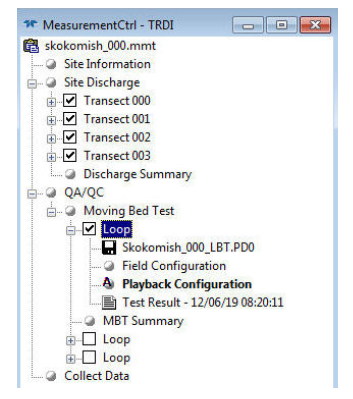 MeasurementCtrl - TRDI
skokomish_000.mmt
Site Information
Site Discharge
Transect 000
Transect 001
Transect 002
Transect 003
Discharge Summary
QA/QC
Moving Bed Test
Loop
Skokomish_000_LBT.PD0
Field Configuration
Playback Configuration
Test Result - 12/06/19 08:20:11
MBT Summary
Loop
Loop
Collect Data